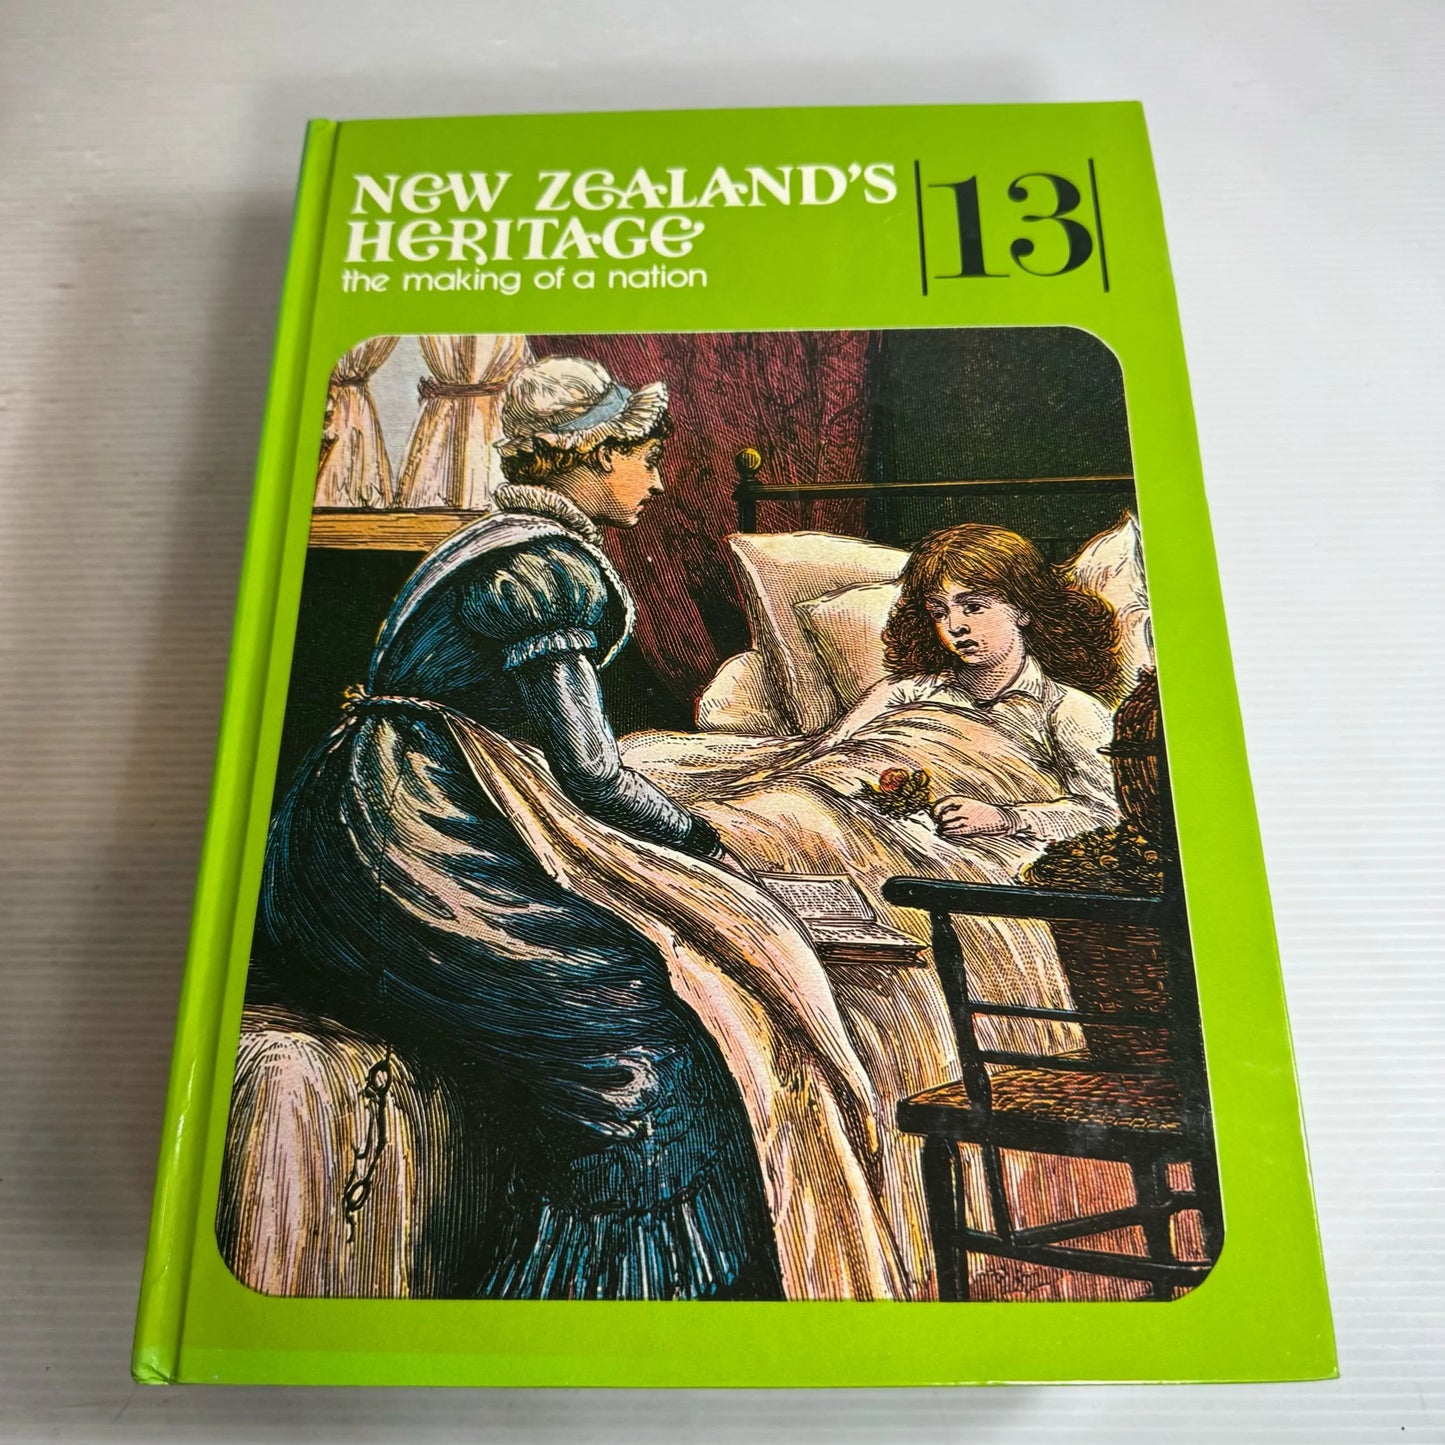 NEW ZEALAND'S
HERITAGE
the making of a nation
13